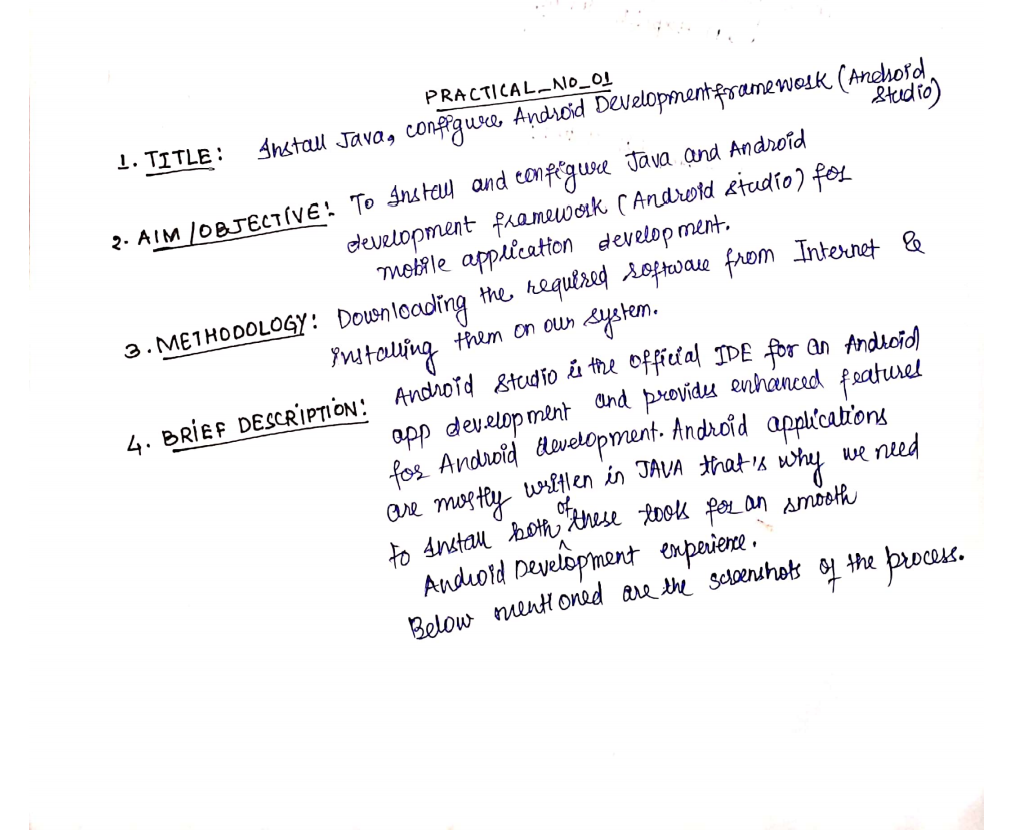 PRACTICAL_NO_01
1. TITLE: Install Java, configure Android Development framework (Android Studio)
2. AIM / OBJECTIVE: To Install and configure Java and Android
development framework (Android studio) for
mobile application development.
3. METHODOLOGY: Downloading the required software from Internet &
installing them on our system.
4. BRIEF DESCRIPTION: Android Studio is the official IDE for an Android
app development and provides enhanced features
for Android development. Android applications
are mostly written in JAVA that's why we need
to Install both of these tools for an smooth
Android Development experience.
Below mentioned are the screenshots of the process.